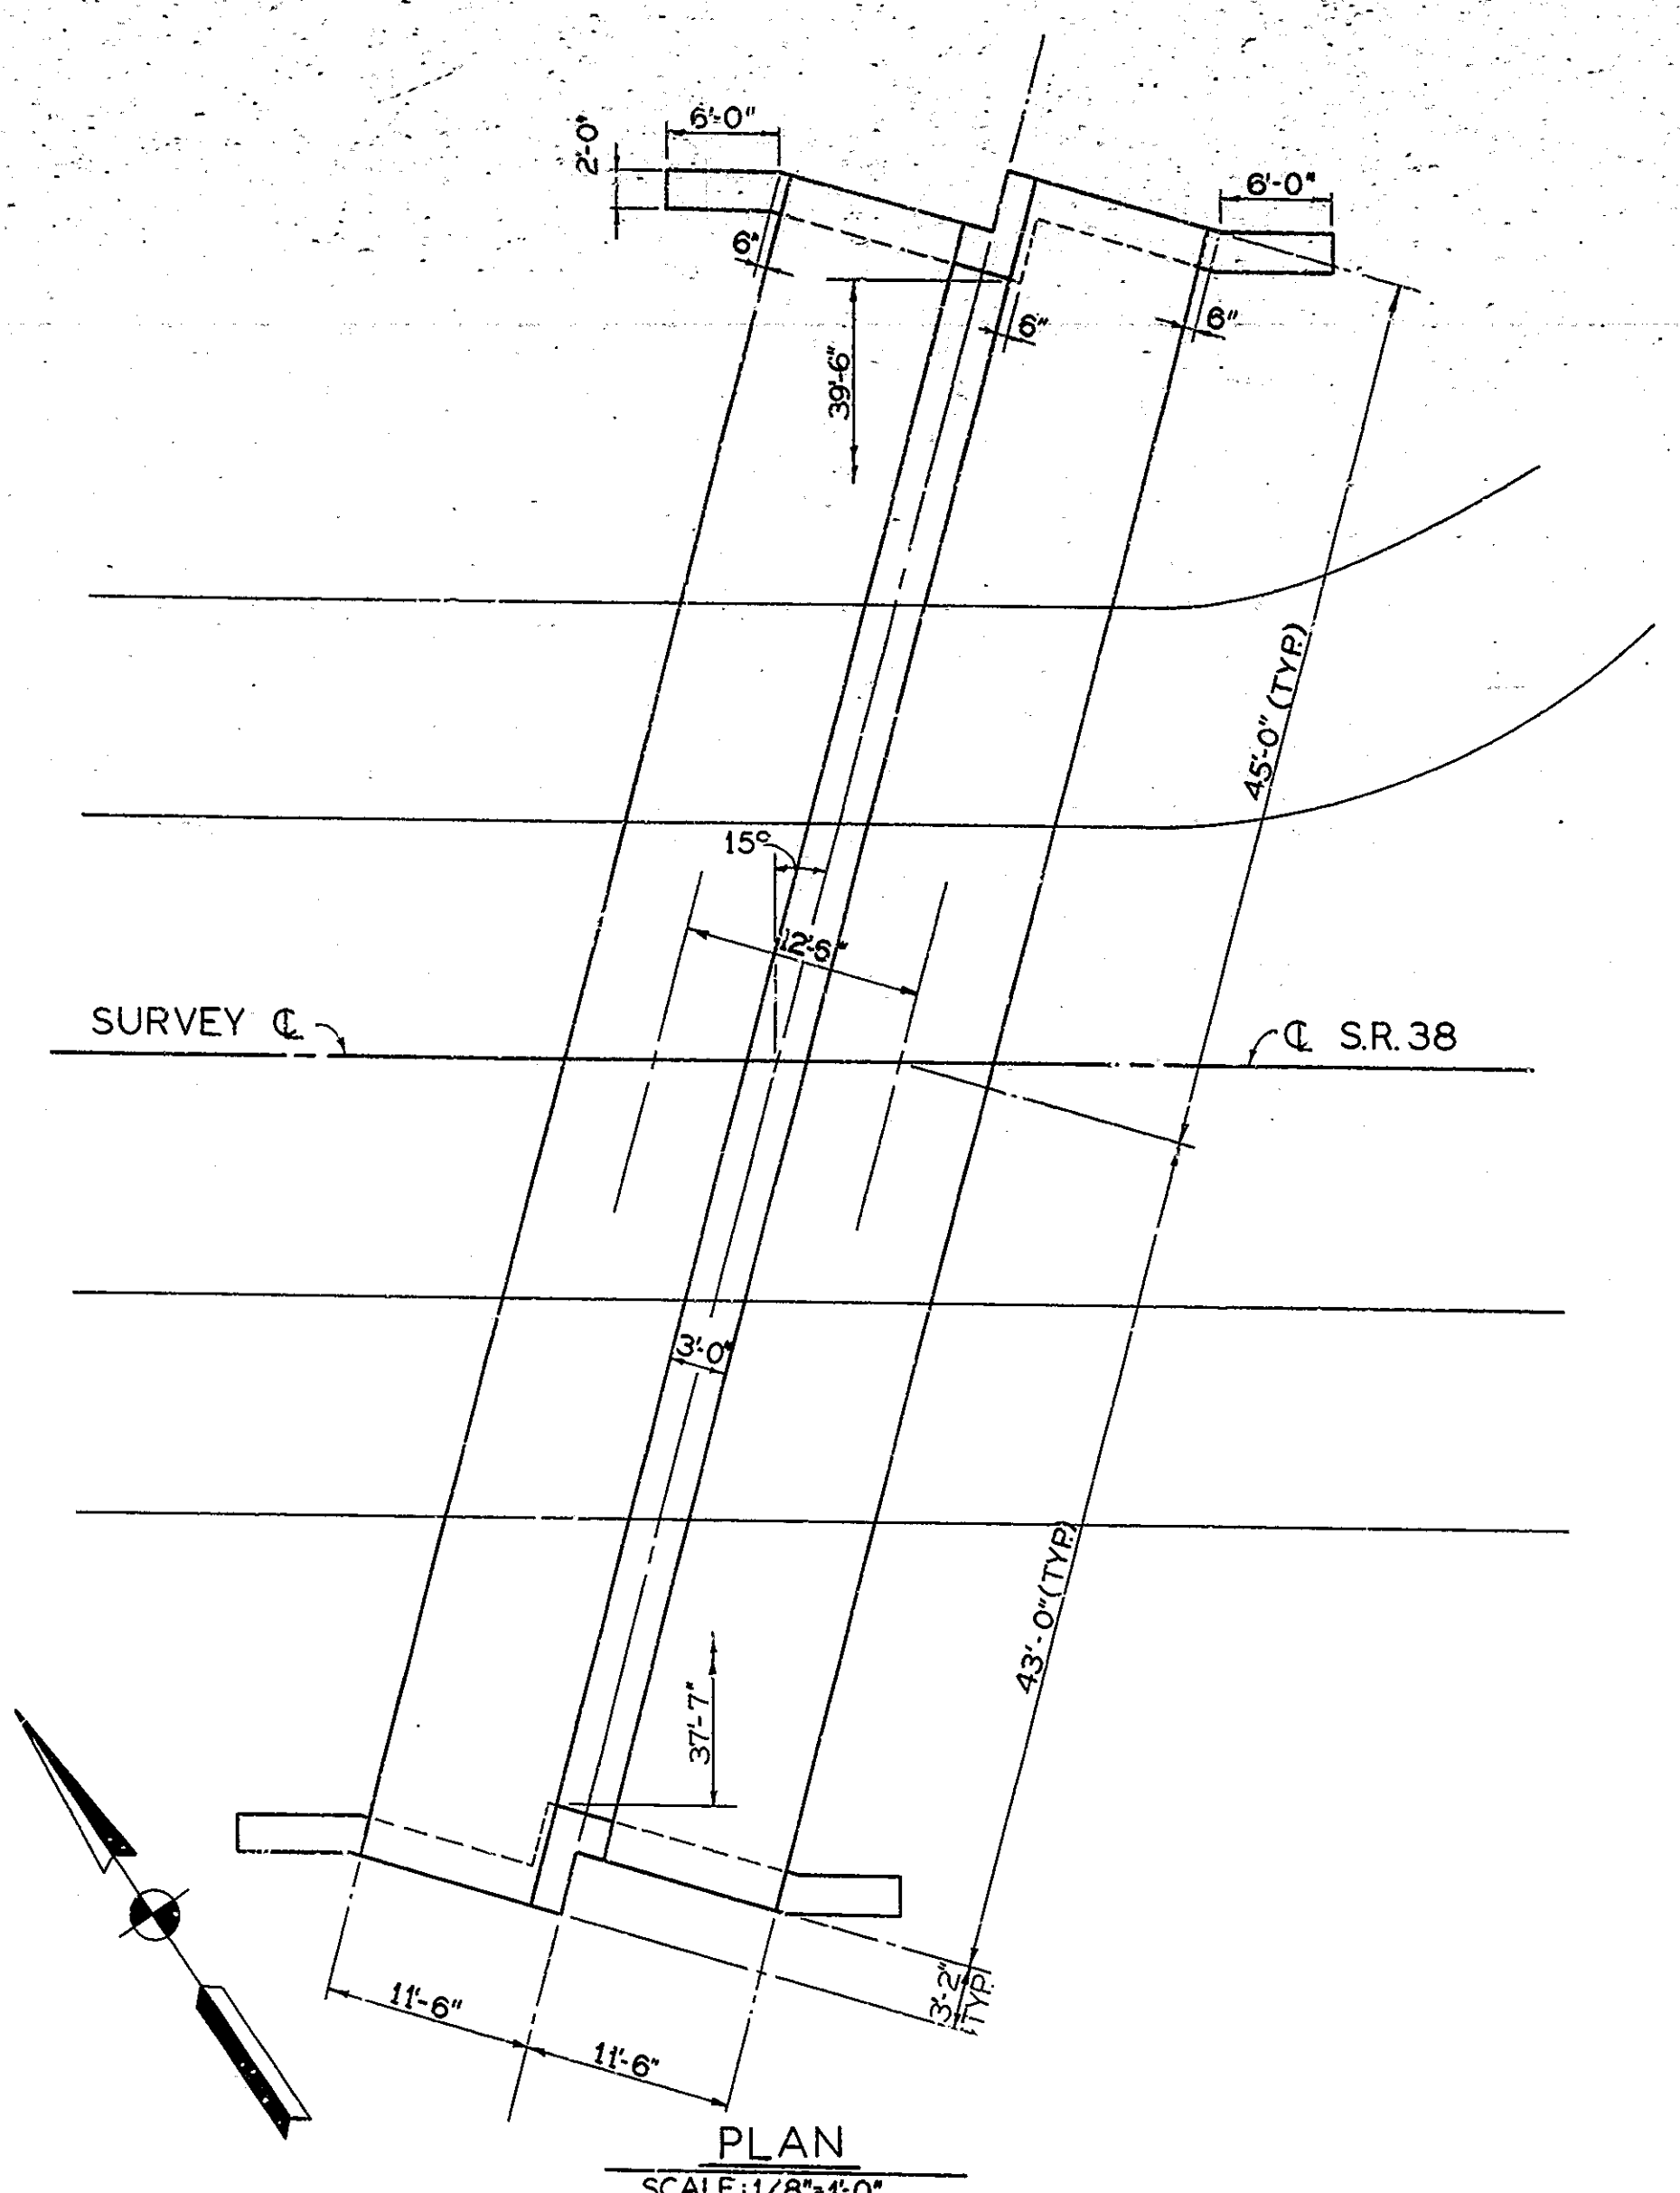 6'-0"
2'-0"
6'-0"
6"
6"
6"
39'-6"
45'-0" (TYP.)
15°
12'-6"
SURVEY ℄
℄ S.R. 38
3'-0"
43'-0" (TYP.)
37'-7"
3'-2"
TYP.
11'-6"
11'-6"
PLAN
SCALE: 1/8"=1'-0"